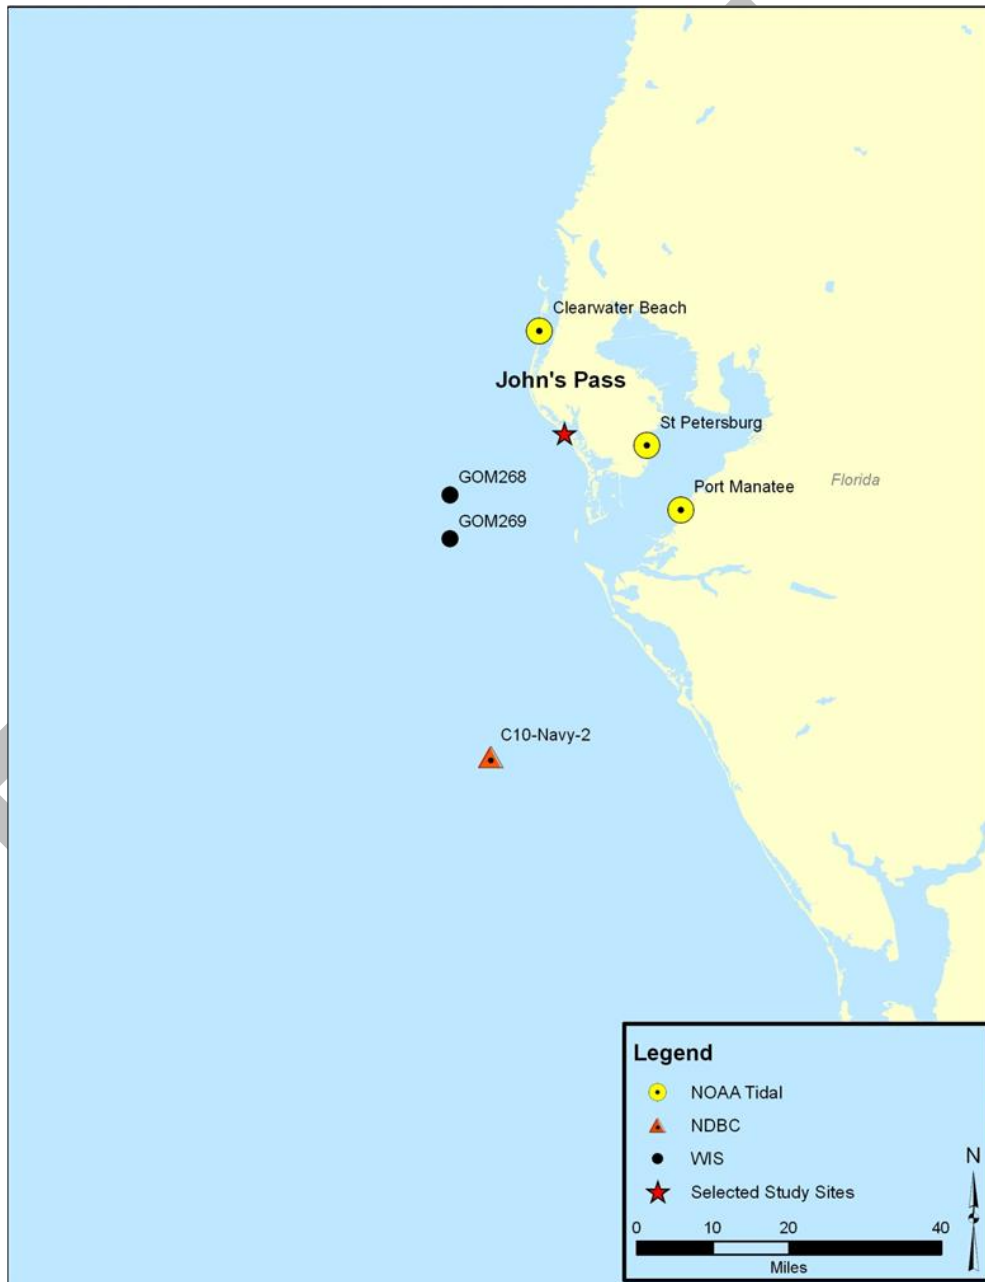 Clearwater Beach
John's Pass
St Petersburg
Port Manatee
Florida
GOM268
GOM269
C10-Navy-2
Legend
NOAA Tidal
NDBC
WIS
Selected Study Sites
N
0 10 20 40
Miles